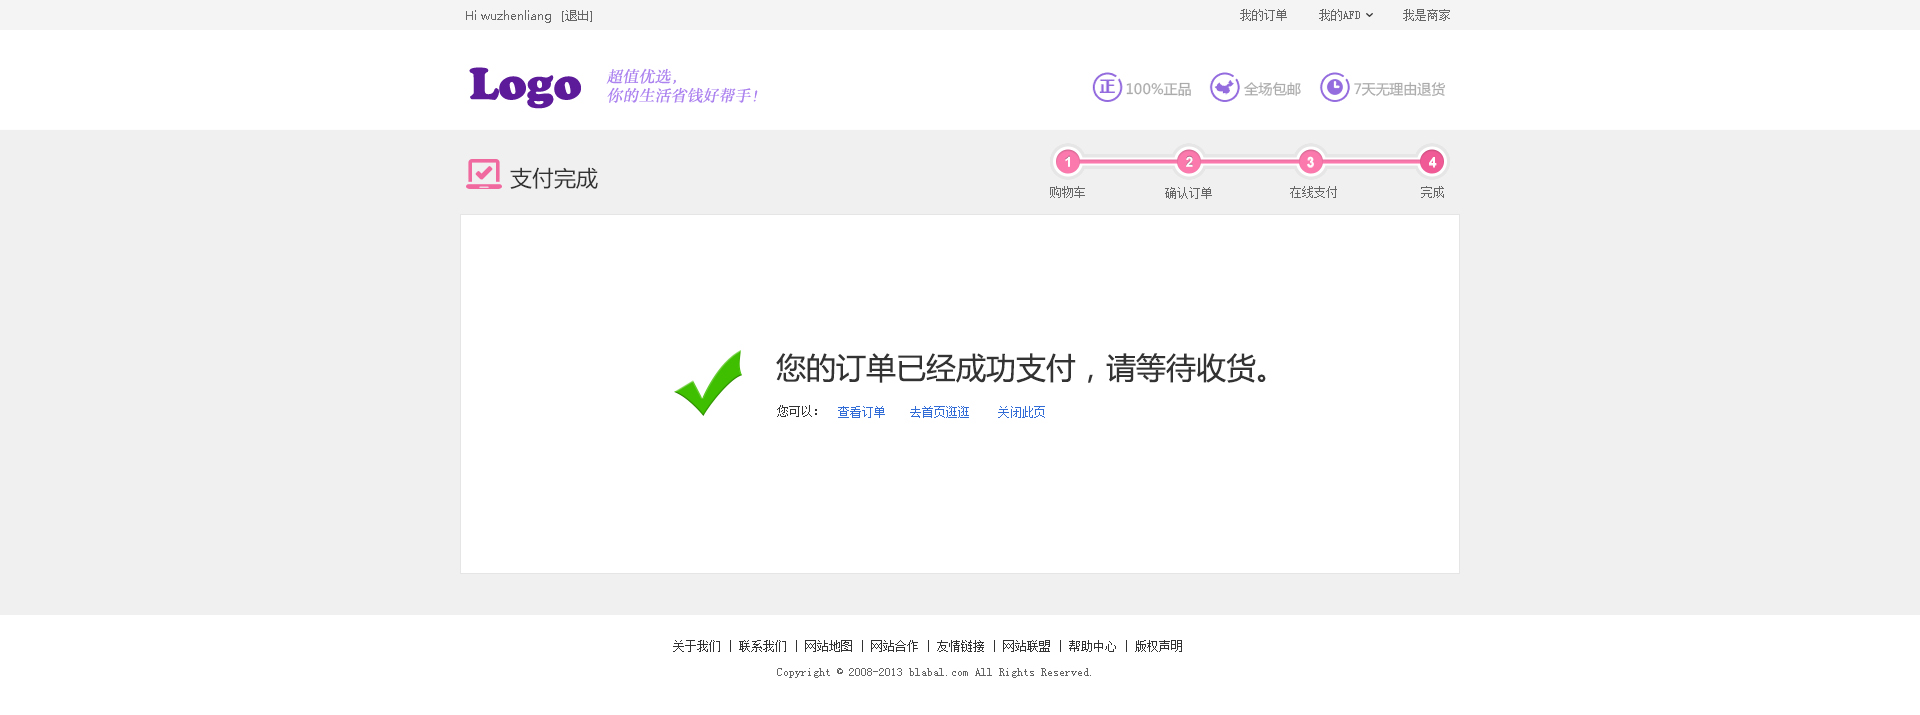 Hi wuzhenliang [退出] 我的订单 我的AFD 我是商家
Logo
超值优选，
你的生活省钱好帮手！
正 100%正品 全场包邮 7天无理由退货
支付完成
1 2 3 4
购物车 确认订单 在线支付 完成
您的订单已经成功支付，请等待收货。
您可以： 查看订单 去首页逛逛 关闭此页
关于我们 | 联系我们 | 网站地图 | 网站合作 | 友情链接 | 网站联盟 | 帮助中心 | 版权声明
Copyright © 2008-2013 blabal.com All Rights Reserved.